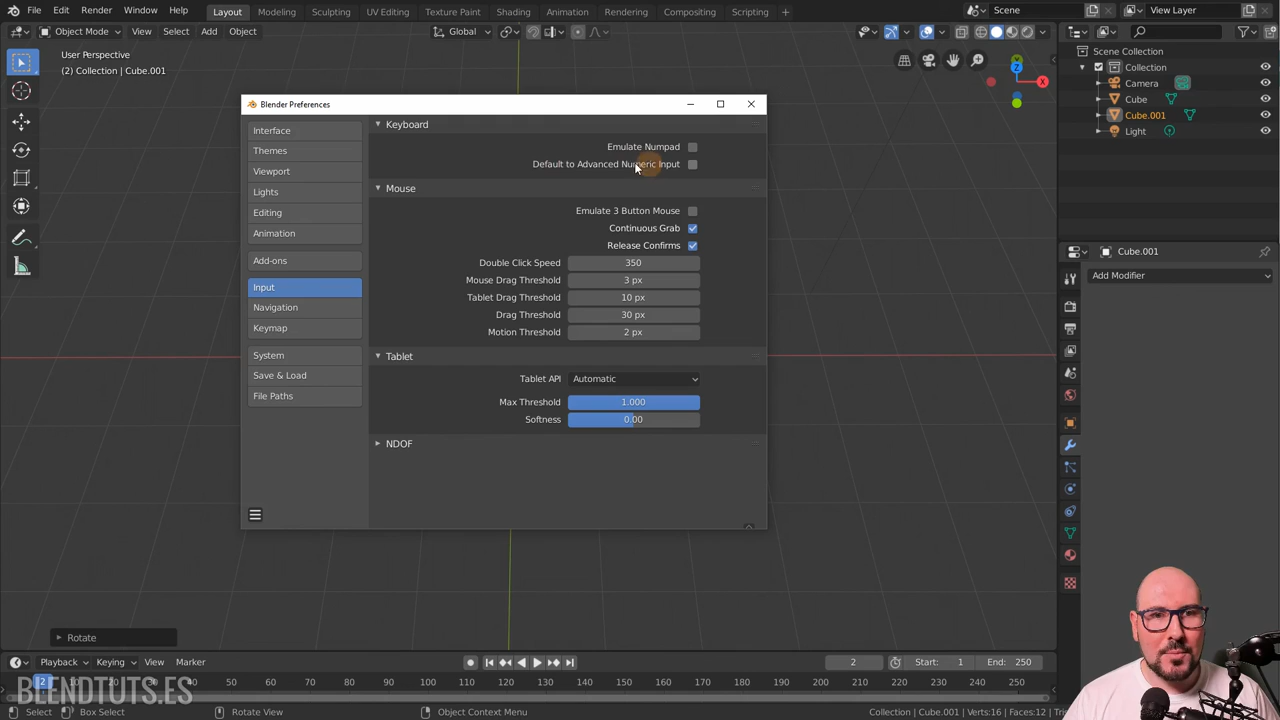 File Edit Render Window Help Layout Modeling Sculpting UV Editing Texture Paint Shading Animation Rendering Compositing Scripting + Scene View Layer
Object Mode View Select Add Object Global
User Perspective
(2) Collection | Cube.001
Z
X
Scene Collection
Collection
Camera
Cube
Cube.001
Light
Cube.001
Add Modifier
Blender Preferences
Interface
Themes
Viewport
Lights
Editing
Animation
Add-ons
Input
Navigation
Keymap
System
Save & Load
File Paths
Keyboard
Emulate Numpad
Default to Advanced Numeric Input
Mouse
Emulate 3 Button Mouse
Continuous Grab
Release Confirms
Double Click Speed 350
Mouse Drag Threshold 3 px
Tablet Drag Threshold 10 px
Drag Threshold 30 px
Motion Threshold 2 px
Tablet
Tablet API Automatic
Max Threshold 1.000
Softness 0.00
NDOF
Rotate
Playback Keying View Marker 2 Start: 1 End: 250
2 10 70 80 90 100 110 120 130 140 150 160 170 180 190 200 210 220 230 240 250
BLENDTUTS.ES
Select Box Select Rotate View Object Context Menu Collection | Cube.001 | Verts:16 | Faces:12 |